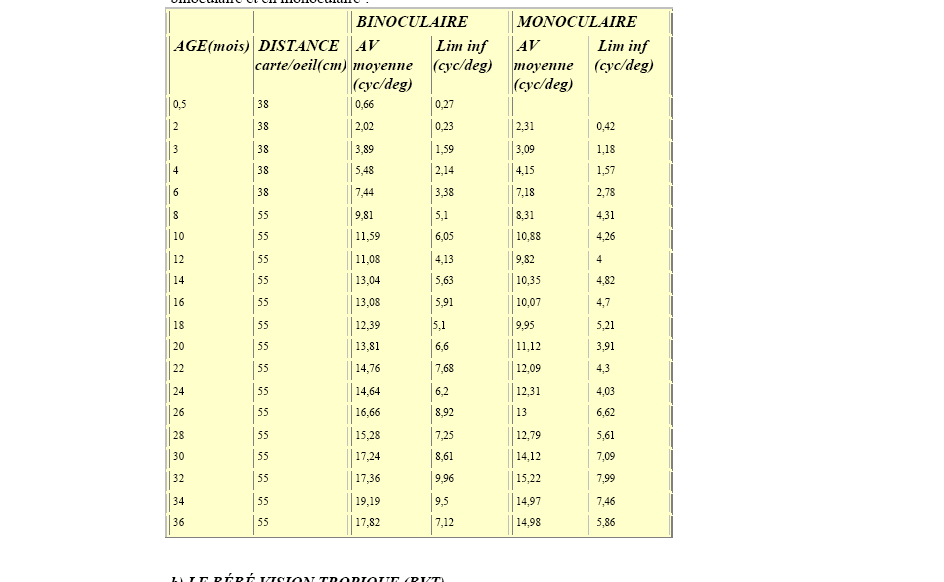 binoculaire et en monoculaire :
BINOCULAIRE MONOCULAIRE
AGE(mois) DISTANCE carte/oeil(cm) AV moyenne (cyc/deg) Lim inf (cyc/deg) AV moyenne (cyc/deg) Lim inf (cyc/deg)
0,5 38 0,66 0,27
2 38 2,02 0,23 2,31 0,42
3 38 3,89 1,59 3,09 1,18
4 38 5,48 2,14 4,15 1,57
6 38 7,44 3,38 7,18 2,78
8 55 9,81 5,1 8,31 4,31
10 55 11,59 6,05 10,88 4,26
12 55 11,08 4,13 9,82 4
14 55 13,04 5,63 10,35 4,82
16 55 13,08 5,91 10,07 4,7
18 55 12,39 5,1 9,95 5,21
20 55 13,81 6,6 11,12 3,91
22 55 14,76 7,68 12,09 4,3
24 55 14,64 6,2 12,31 4,03
26 55 16,66 8,92 13 6,62
28 55 15,28 7,25 12,79 5,61
30 55 17,24 8,61 14,12 7,09
32 55 17,36 9,96 15,22 7,99
34 55 19,19 9,5 14,97 7,46
36 55 17,82 7,12 14,98 5,86
b) LE BÉBÉ VISION TROPIQUE (BVT)